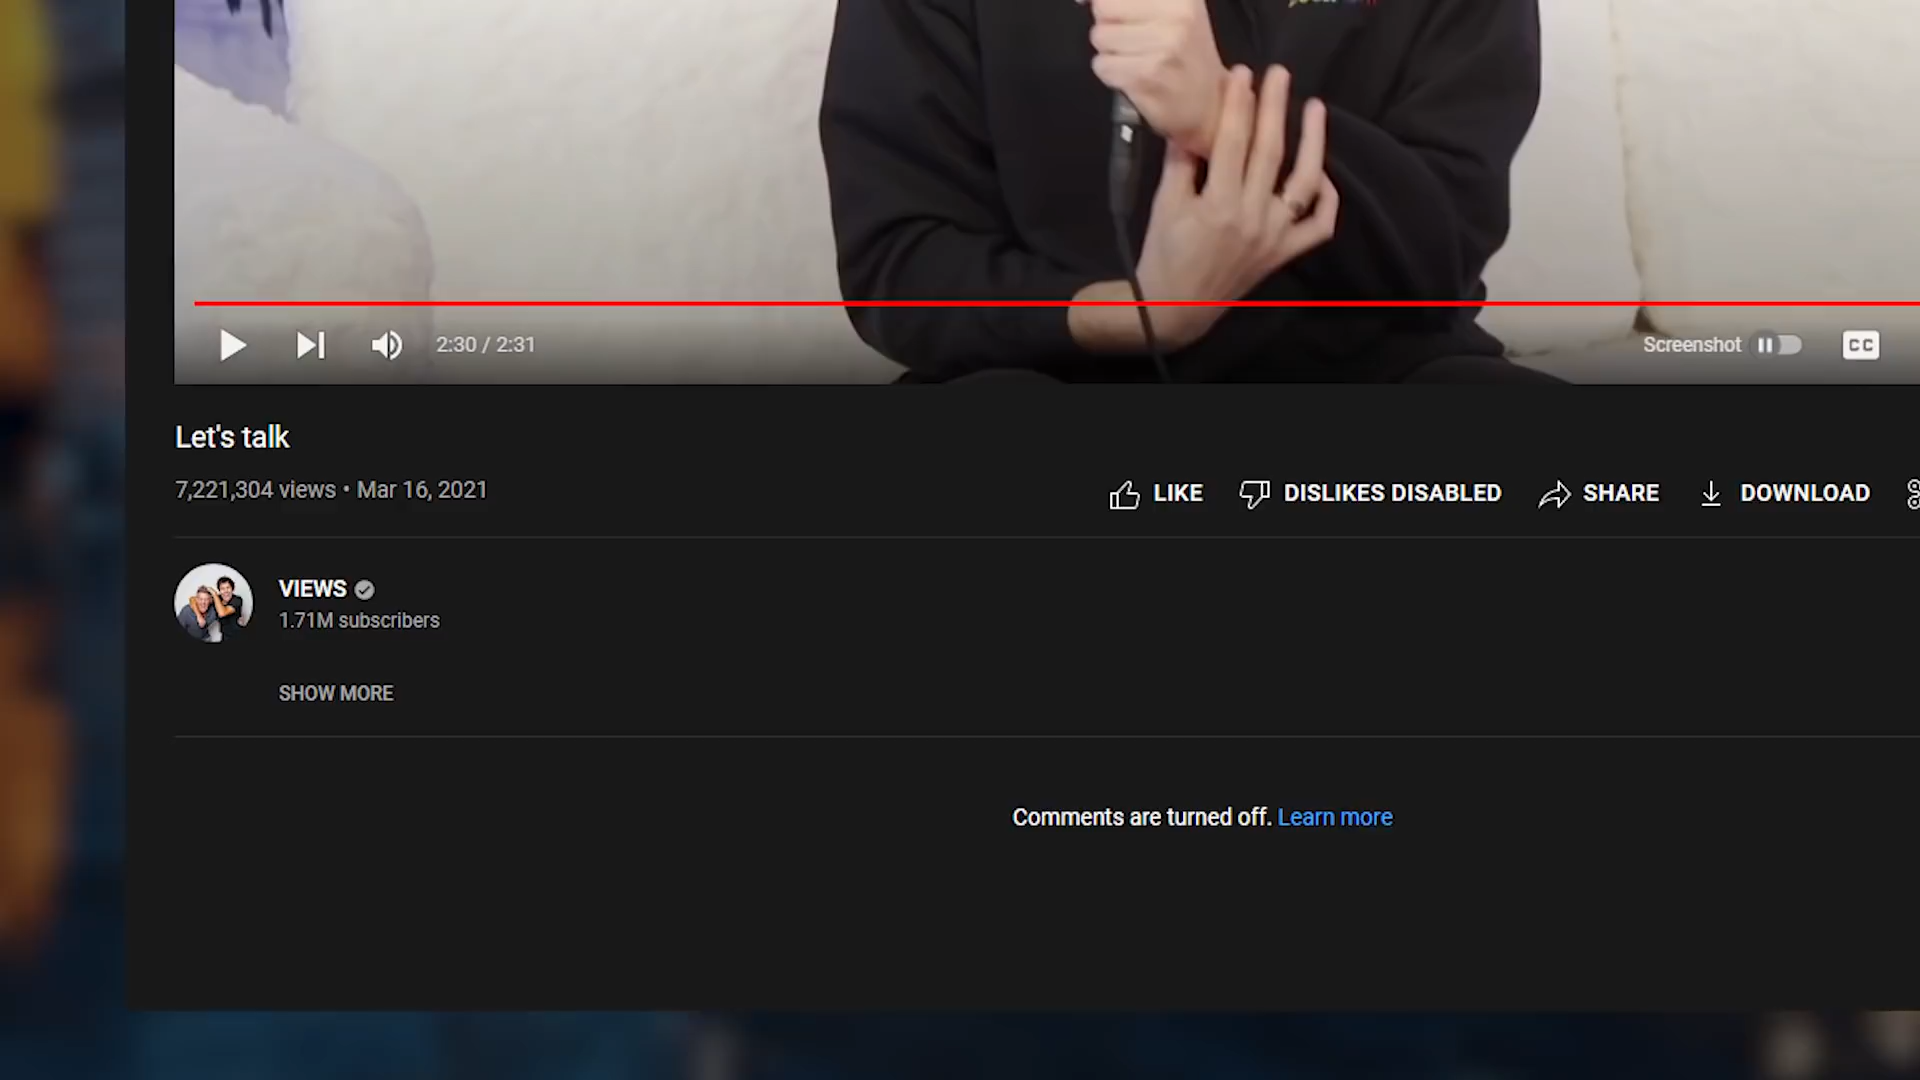 2:30 / 2:31
Screenshot
CC
Let's talk
7,221,304 views • Mar 16, 2021
LIKE
DISLIKES DISABLED
SHARE
DOWNLOAD
VIEWS
1.71M subscribers
SHOW MORE
Comments are turned off. Learn more